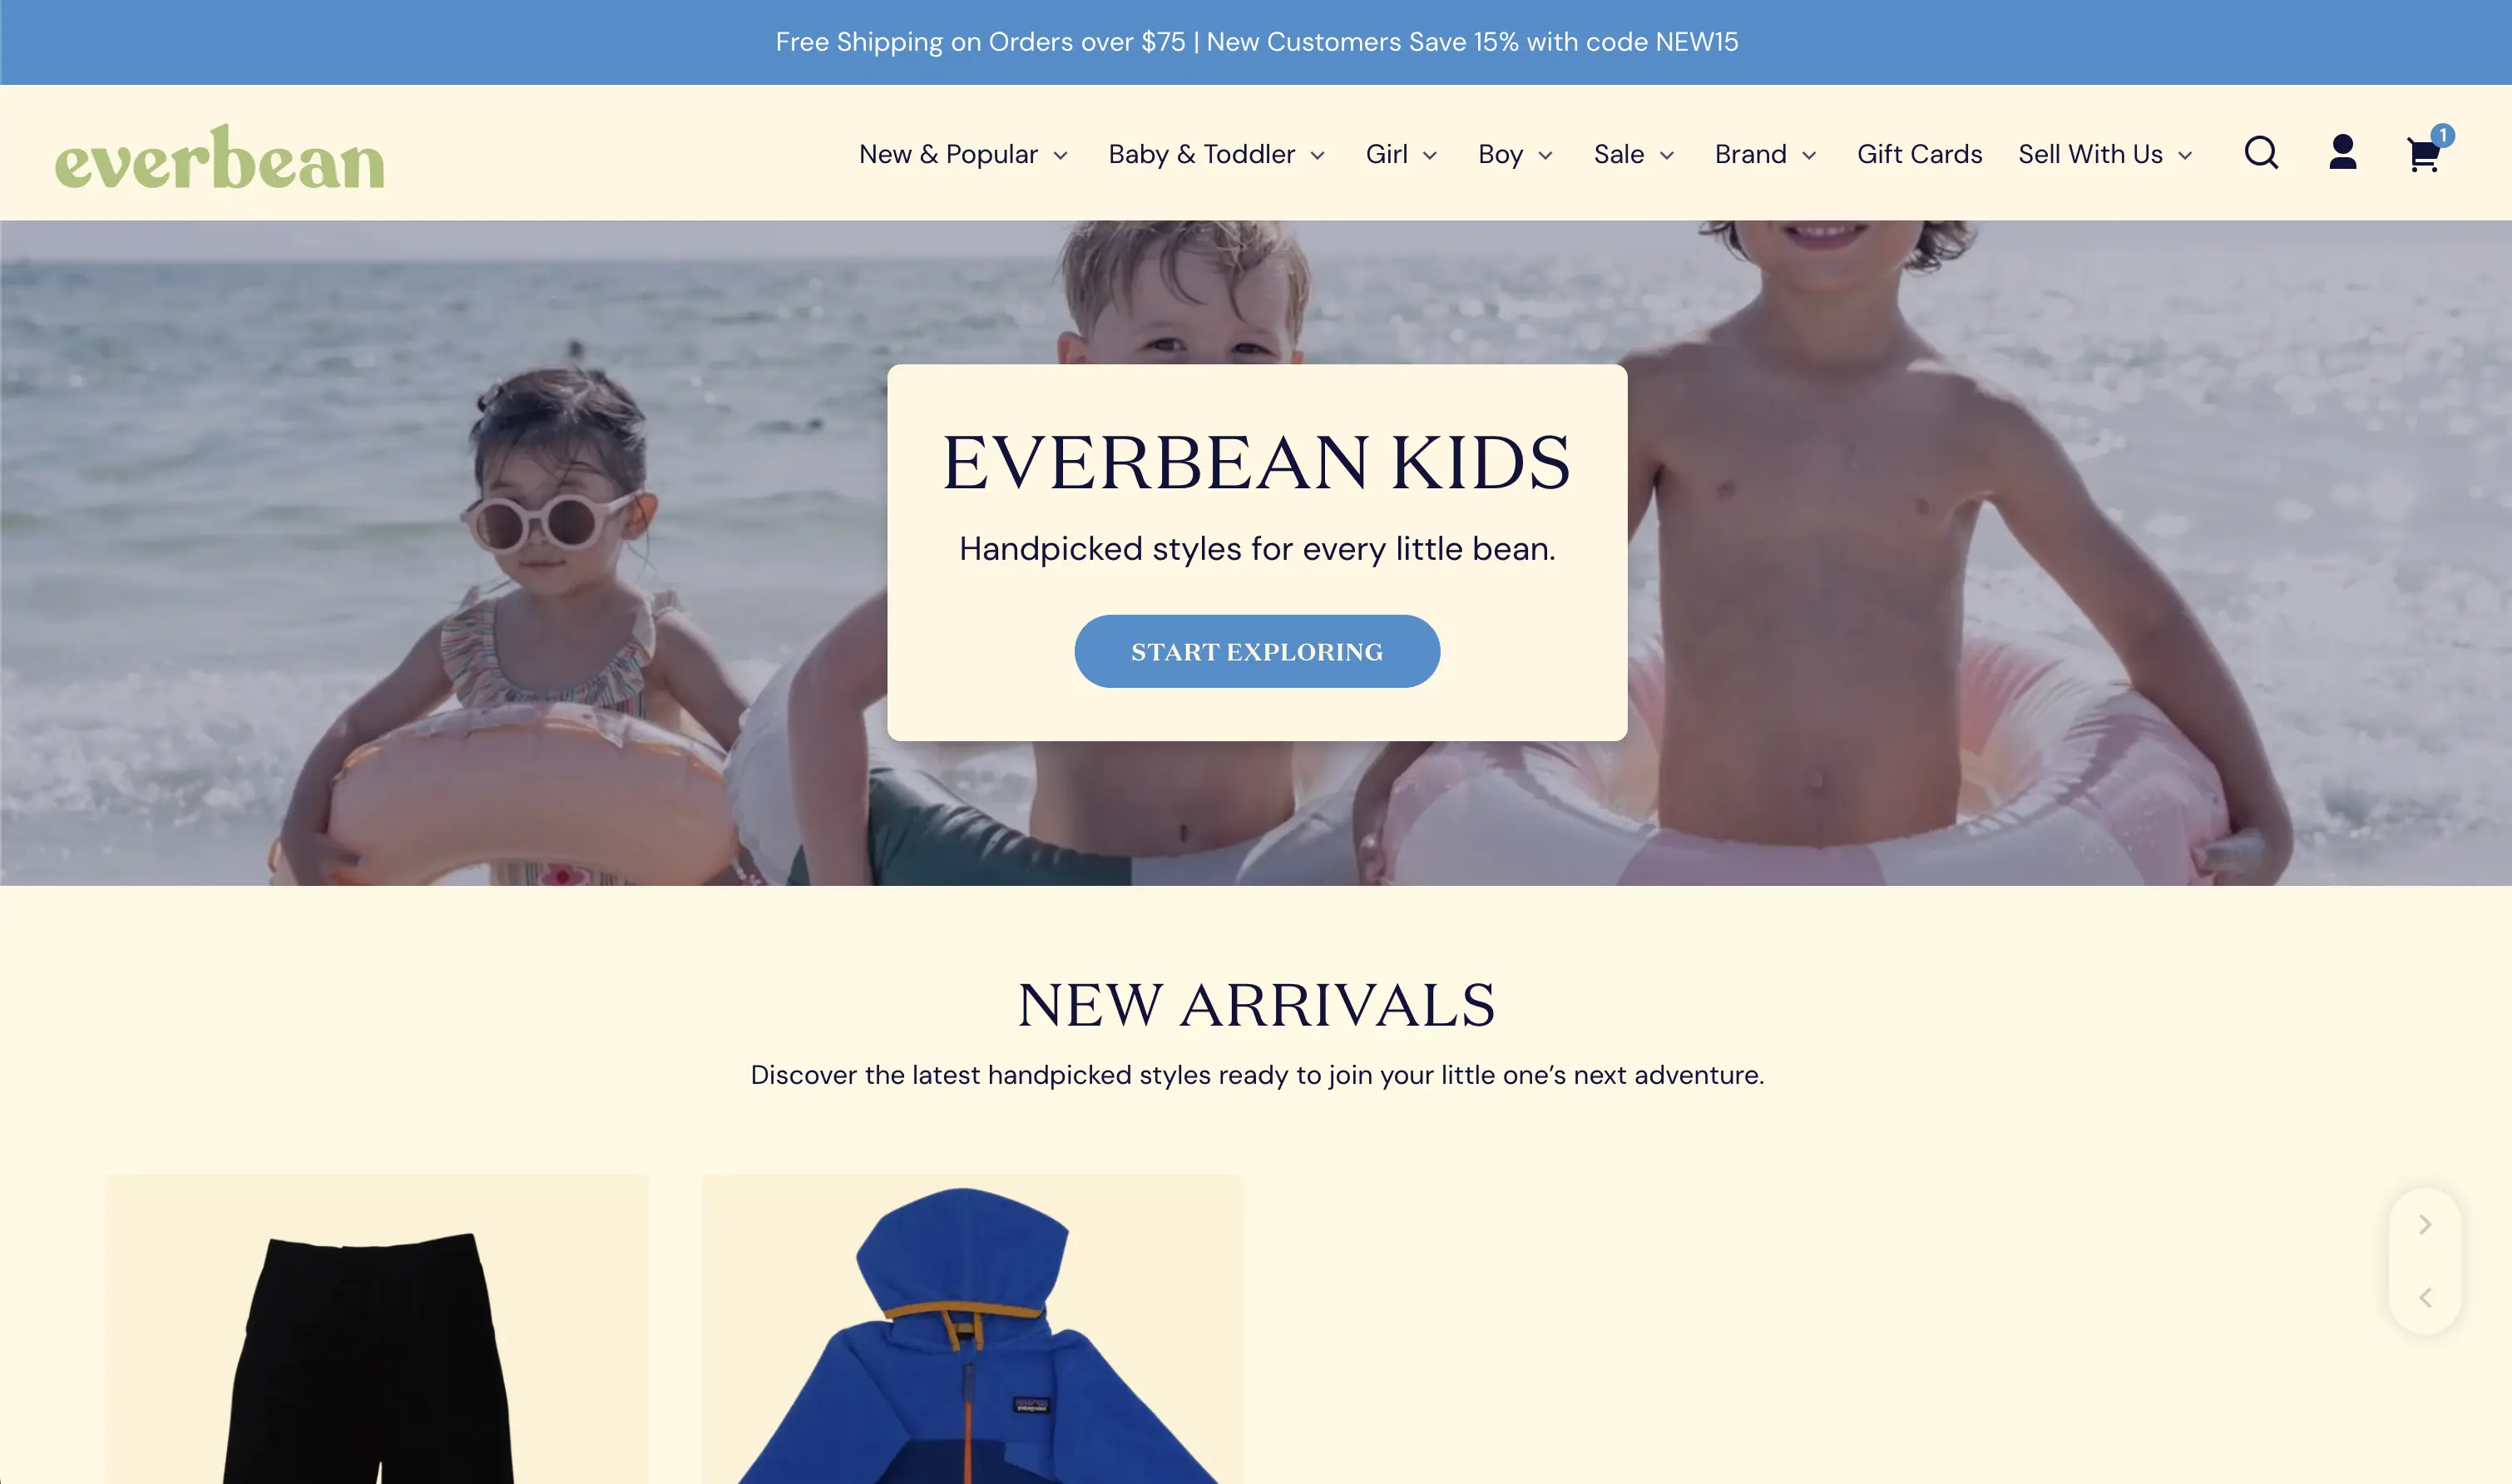 Free Shipping on Orders over $75 | New Customers Save 15% with code NEW15
everbean
New & Popular
Baby & Toddler
Girl
Boy
Sale
Brand
Gift Cards
Sell With Us
1
EVERBEAN KIDS
Handpicked styles for every little bean.
START EXPLORING
NEW ARRIVALS
Discover the latest handpicked styles ready to join your little one’s next adventure.
patagonia